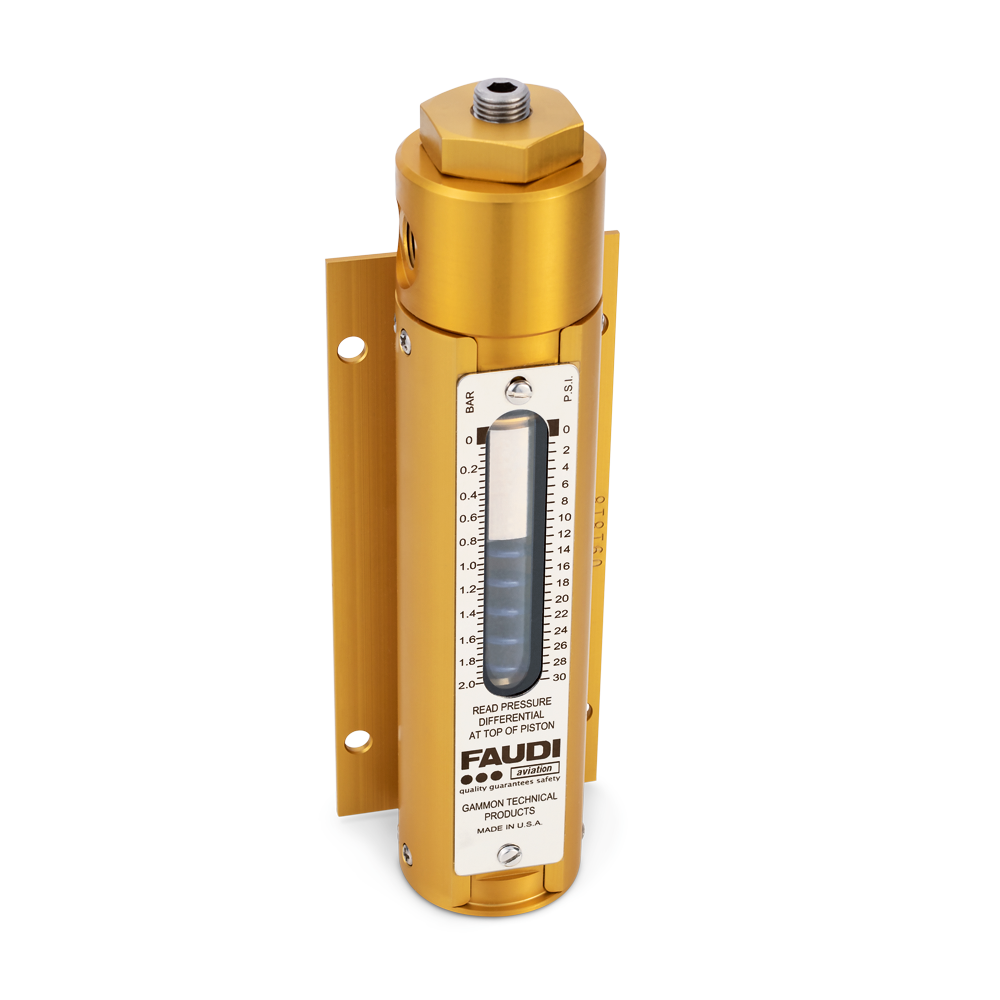 BAR P.S.I.
0 0
0.2 2
0.4 4
6
0.6 8
10
0.8 12
14
1.0 16
1.2 18
20
1.4 22
24
1.6 26
1.8 28
2.0 30
READ PRESSURE
DIFFERENTIAL
AT TOP OF PISTON
FAUDI
aviation
quality guarantees safety
GAMMON TECHNICAL
PRODUCTS
MADE IN U.S.A.